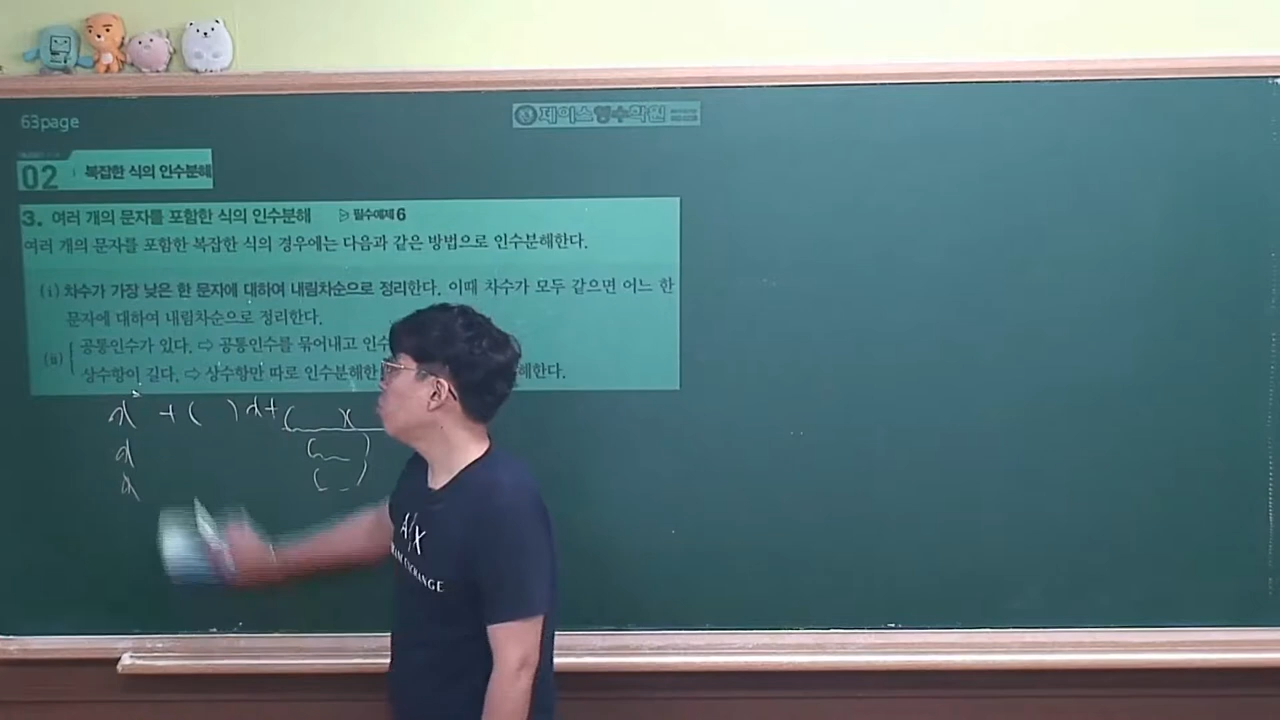 63page
제이스영수학원
02 복잡한 식의 인수분해
3. 여러 개의 문자를 포함한 식의 인수분해 ▷ 필수예제 6
여러 개의 문자를 포함한 복잡한 식의 경우에는 다음과 같은 방법으로 인수분해한다.
(i) 차수가 가장 낮은 한 문자에 대하여 내림차순으로 정리한다. 이때 차수가 모두 같으면 어느 한
문자에 대하여 내림차순으로 정리한다.
(ii) 공통인수가 있다. ⇨ 공통인수를 묶어내고 인수
상수항이 길다. ⇨ 상수항만 따로 인수분해한 해한다.
x² + ( )x + ( )
x ( )
x ( )
A|X
EXCHANGE